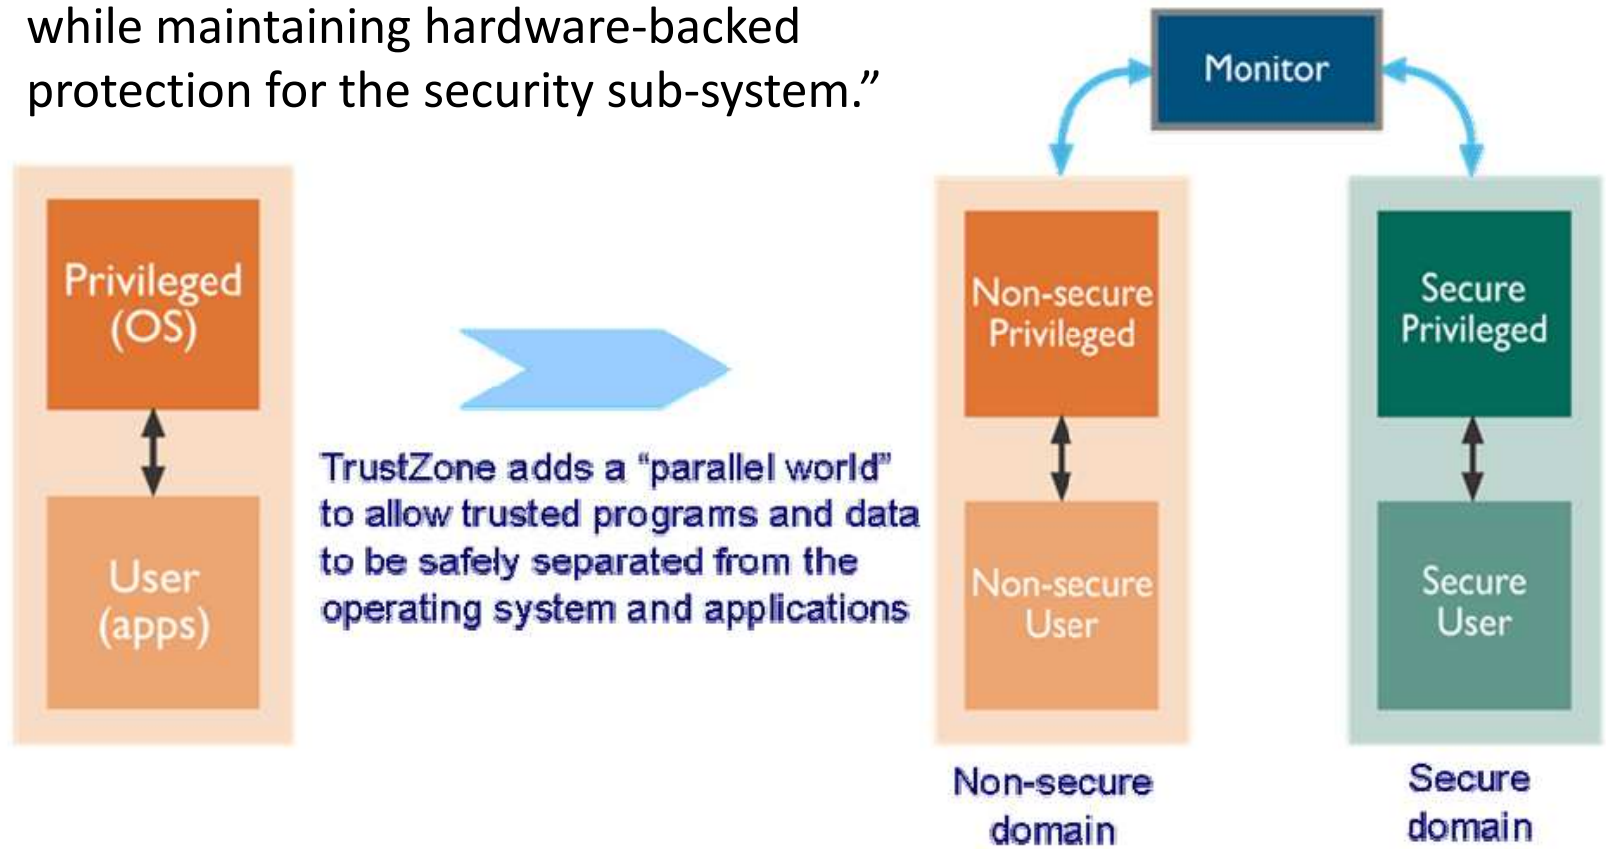 while maintaining hardware-backed
protection for the security sub-system.”
Monitor
Privileged
(OS)
User
(apps)
TrustZone adds a “parallel world”
to allow trusted programs and data
to be safely separated from the
operating system and applications
Non-secure
Privileged
Non-secure
User
Non-secure
domain
Secure
Privileged
Secure
User
Secure
domain